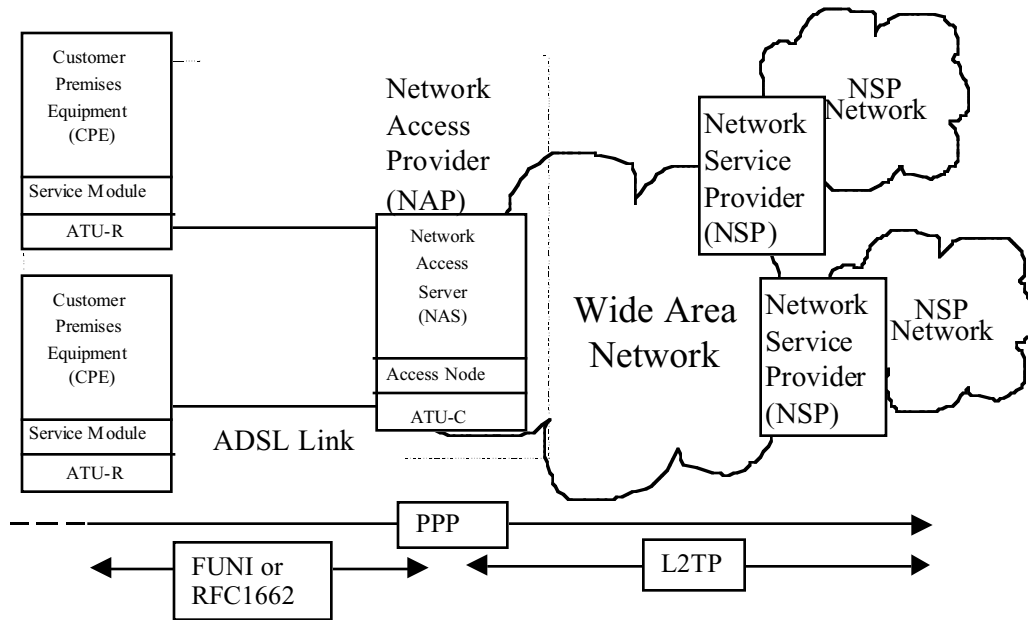 Customer
Premises
Equipment
(CPE)
Service Module
ATU-R
Customer
Premises
Equipment
(CPE)
Service Module
ATU-R
ADSL Link
Network
Access
Provider
(NAP)
Network
Access
Server
(NAS)
Access Node
ATU-C
Wide Area
Network
Network
Service
Provider
(NSP)
NSP
Network
Network
Service
Provider
(NSP)
NSP
Network
PPP
FUNI or
RFC1662
L2TP